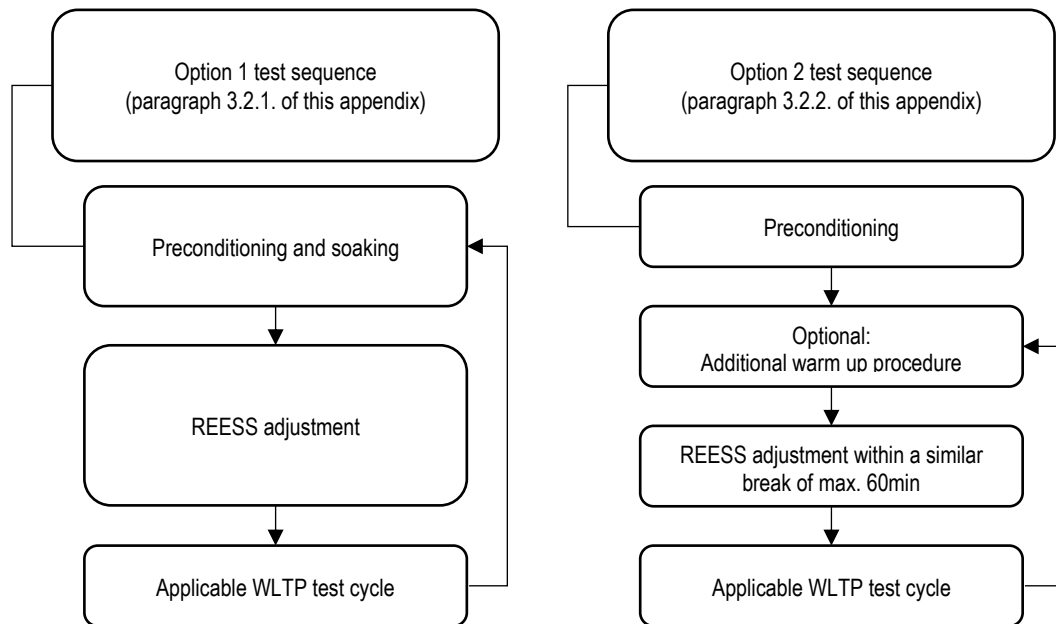 Option 1 test sequence
(paragraph 3.2.1. of this appendix)
Preconditioning and soaking
REESS adjustment
Applicable WLTP test cycle
Option 2 test sequence
(paragraph 3.2.2. of this appendix)
Preconditioning
Optional:
Additional warm up procedure
REESS adjustment within a similar
break of max. 60min
Applicable WLTP test cycle